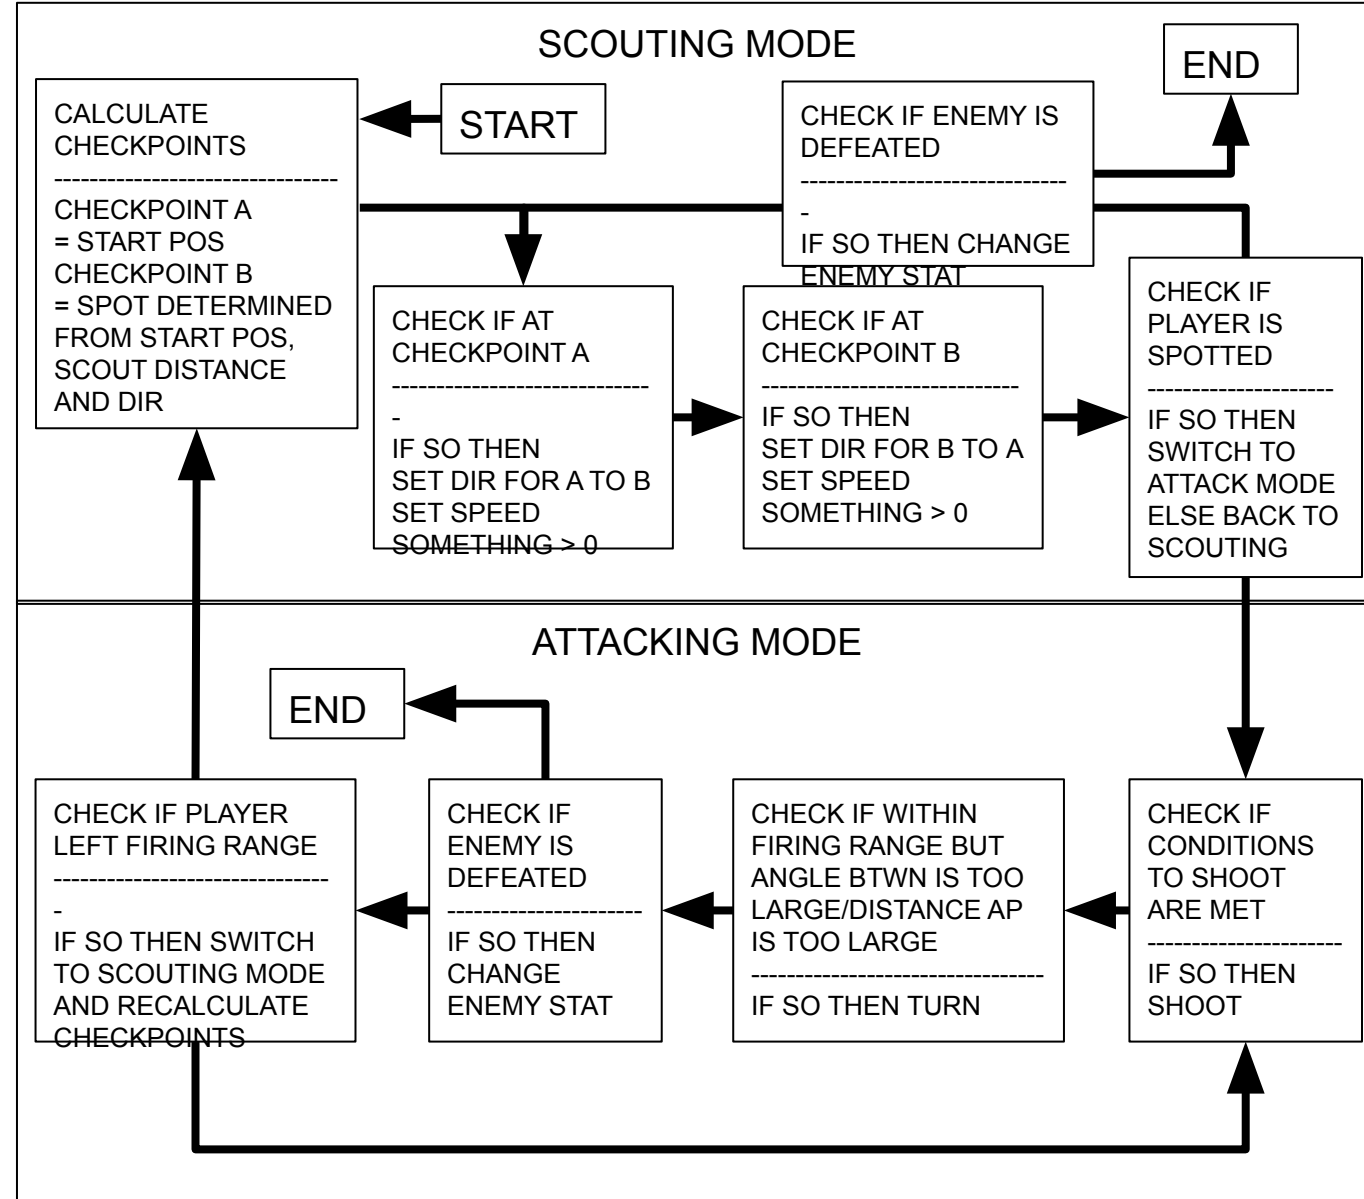 SCOUTING MODE
END
START
CALCULATE
CHECKPOINTS
--------------------------------
CHECKPOINT A
= START POS
CHECKPOINT B
= SPOT DETERMINED
FROM START POS,
SCOUT DISTANCE
AND DIR
CHECK IF ENEMY IS
DEFEATED
------------------------------
-
IF SO THEN CHANGE
ENEMY STAT
CHECK IF AT
CHECKPOINT A
-----------------------------
-
IF SO THEN
SET DIR FOR A TO B
SET SPEED
SOMETHING > 0
CHECK IF AT
CHECKPOINT B
-----------------------------
IF SO THEN
SET DIR FOR B TO A
SET SPEED
SOMETHING > 0
CHECK IF
PLAYER IS
SPOTTED
---------------------
IF SO THEN
SWITCH TO
ATTACK MODE
ELSE BACK TO
SCOUTING
ATTACKING MODE
END
CHECK IF PLAYER
LEFT FIRING RANGE
-------------------------------
-
IF SO THEN SWITCH
TO SCOUTING MODE
AND RECALCULATE
CHECKPOINTS
CHECK IF
ENEMY IS
DEFEATED
----------------------
IF SO THEN
CHANGE
ENEMY STAT
CHECK IF WITHIN
FIRING RANGE BUT
ANGLE BTWN IS TOO
LARGE/DISTANCE AP
IS TOO LARGE
---------------------------------
IF SO THEN TURN
CHECK IF
CONDITIONS
TO SHOOT
ARE MET
----------------------
IF SO THEN
SHOOT